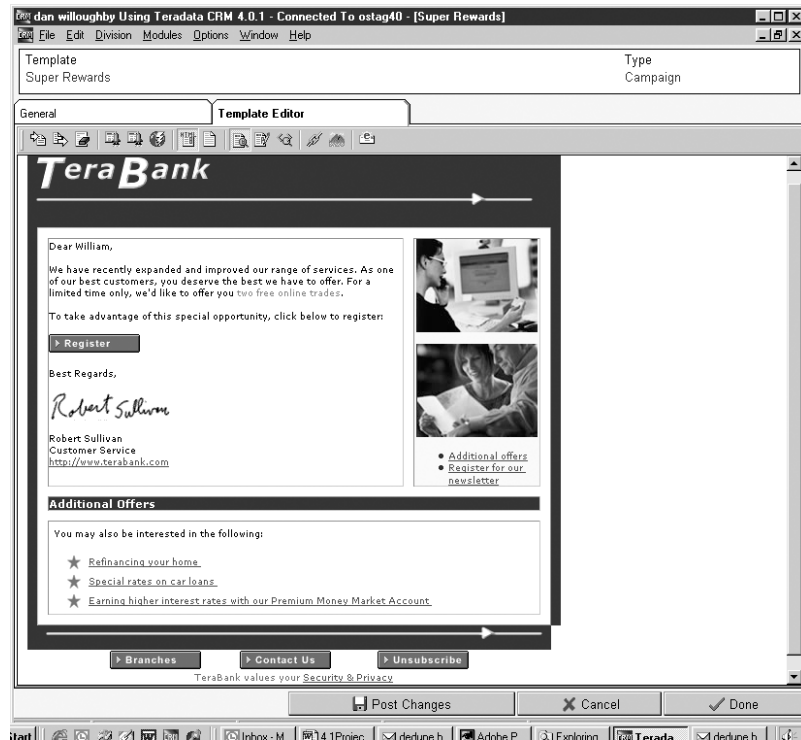 dan willoughby Using Teradata CRM 4.0.1 - Connected To ostag40 - [Super Rewards]
File Edit Division Modules Options Window Help
Template Type
Super Rewards Campaign
General Template Editor
TeraBank
Dear William,
We have recently expanded and improved our range of services. As one
of our best customers, you deserve the best we have to offer. For a
limited time only, we'd like to offer you two free online trades.
To take advantage of this special opportunity, click below to register:
Register
Best Regards,
Robert Sullivan
Robert Sullivan
Customer Service
http://www.terabank.com
Additional offers
Register for our
newsletter
Additional Offers
You may also be interested in the following:
Refinancing your home
Special rates on car loans
Earning higher interest rates with our Premium Money Market Account
Branches Contact Us Unsubscribe
TeraBank values your Security & Privacy
Post Changes Cancel Done
Start Inbox - M 14.1Projec dedupe.h Adobe P Exploring Terada dedupe.h